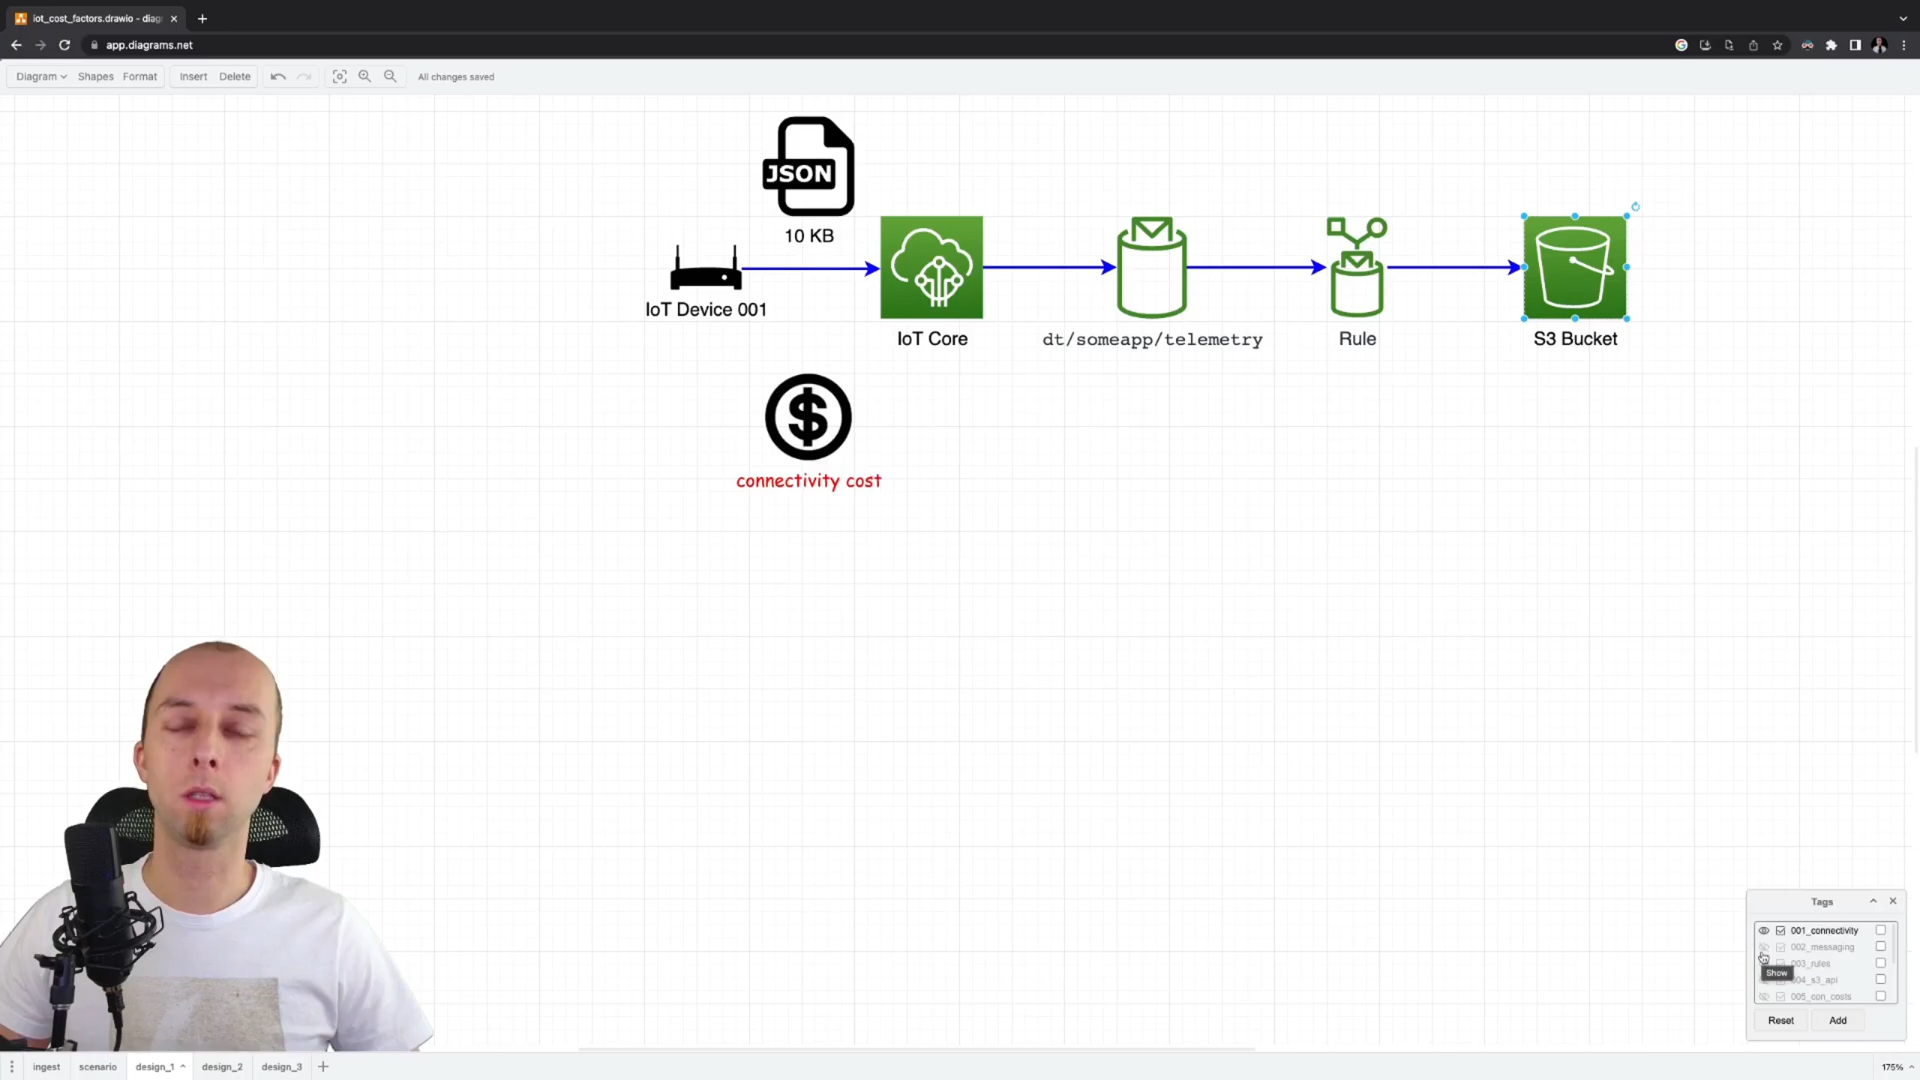 iot_cost_factors.drawio - diag
app.diagrams.net
Diagram Shapes Format Insert Delete All changes saved
JSON
10 KB
IoT Device 001
IoT Core
dt/someapp/telemetry
Rule
S3 Bucket
$
connectivity cost
Tags
001_connectivity
002_messaging
003_rules
Show
004_s3_api
005_con_costs
Reset Add
ingest scenario design_1 design_2 design_3
175%